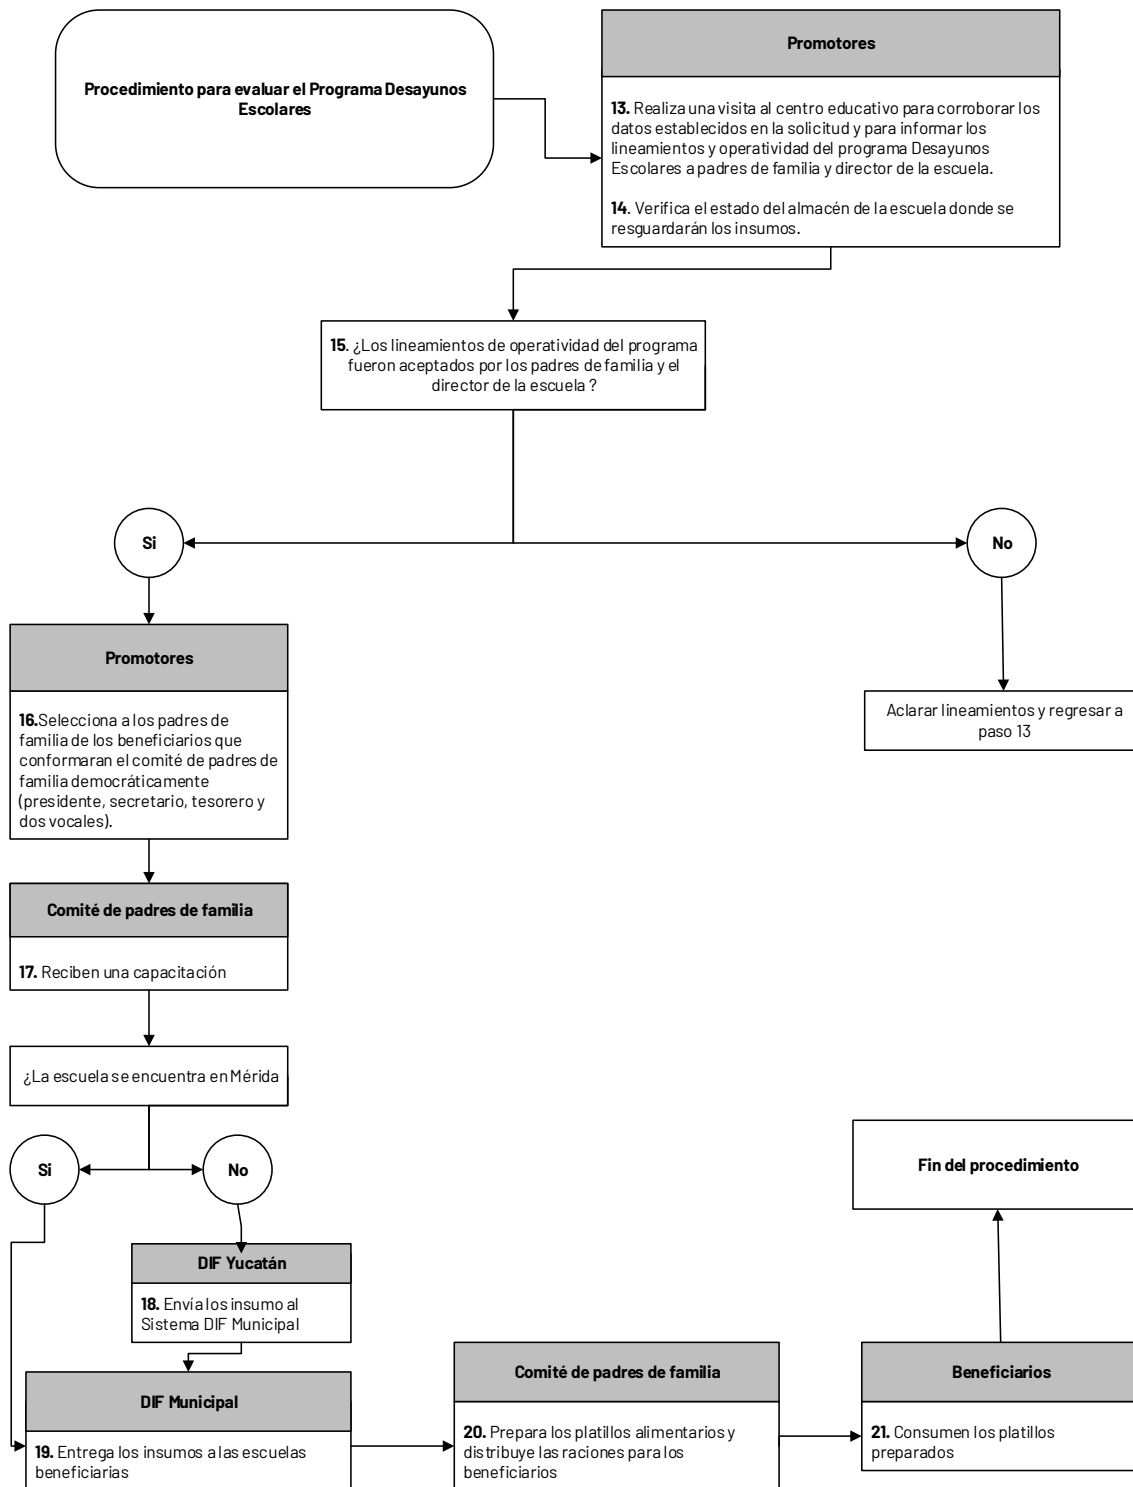 Procedimiento para evaluar el Programa Desayunos
Escolares
Promotores
13. Realiza una visita al centro educativo para corroborar los
datos establecidos en la solicitud y para informar los
lineamientos y operatividad del programa Desayunos
Escolares a padres de familia y director de la escuela.
14. Verifica el estado del almacén de la escuela donde se
resguardarán los insumos.
15. ¿Los lineamientos de operatividad del programa
fueron aceptados por los padres de familia y el
director de la escuela ?
Si
No
Promotores
16.Selecciona a los padres de
familia de los beneficiarios que
conformaran el comité de padres de
familia democráticamente
(presidente, secretario, tesorero y
dos vocales).
Aclarar lineamientos y regresar a
paso 13
Comité de padres de familia
17. Reciben una capacitación
¿La escuela se encuentra en Mérida
Si
No
Fin del procedimiento
DIF Yucatán
18. Envía los insumo al
Sistema DIF Municipal
DIF Municipal
19. Entrega los insumos a las escuelas
beneficiarias
Comité de padres de familia
20. Prepara los platillos alimentarios y
distribuye las raciones para los
beneficiarios
Beneficiarios
21. Consumen los platillos
preparados